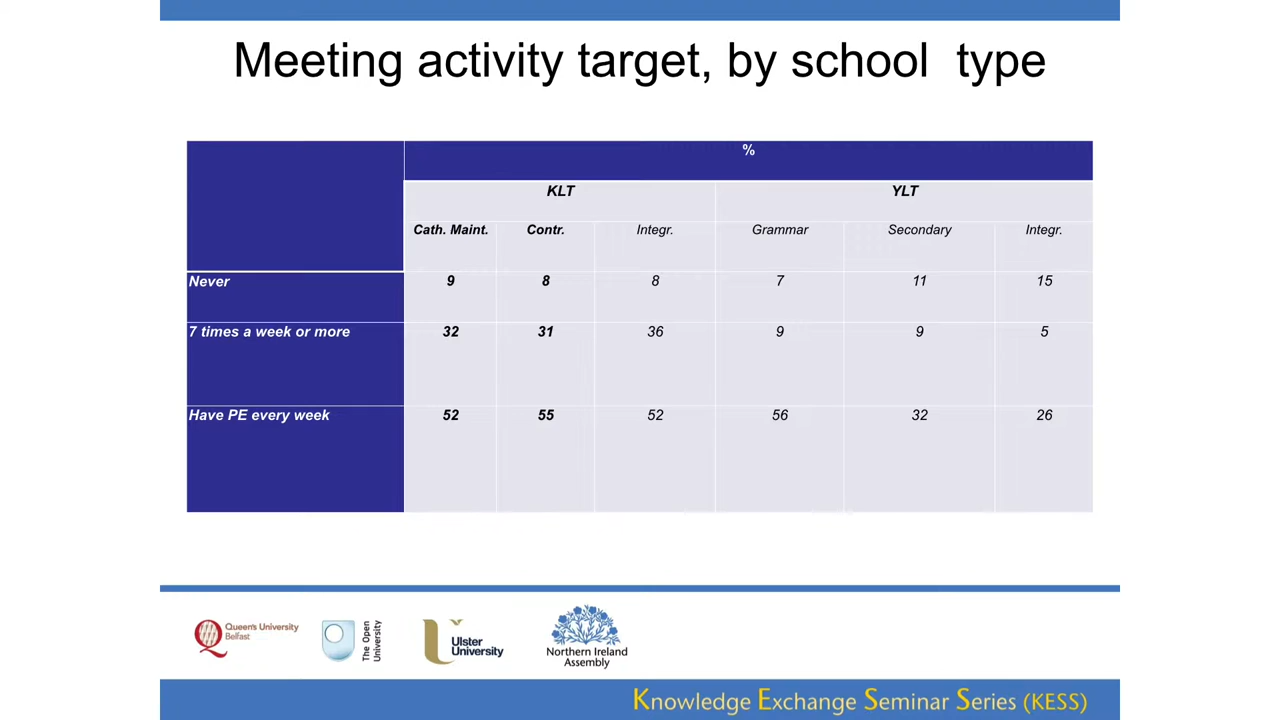 Meeting activity target, by school type
%
KLT YLT
Cath. Maint. Contr. Integr. Grammar Secondary Integr.
Never 9 8 8 7 11 15
7 times a week or more 32 31 36 9 9 5
Have PE every week 52 55 52 56 32 26
Queen's University
Belfast
The Open
University
Ulster
University
Northern Ireland
Assembly
Knowledge Exchange Seminar Series (KESS)